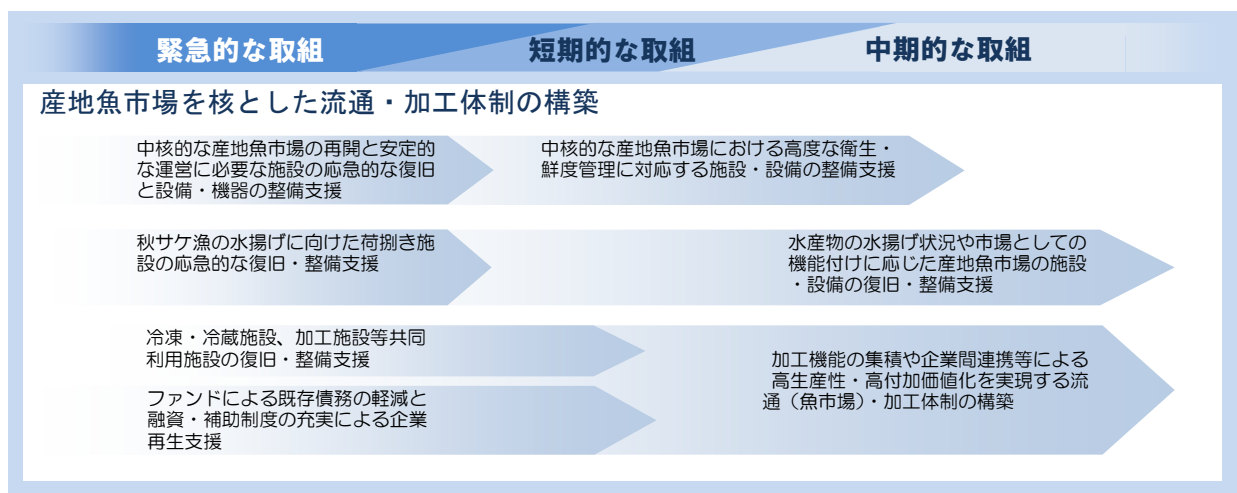 緊急的な取組
短期的な取組
中期的な取組
産地魚市場を核とした流通・加工体制の構築
中核的な産地魚市場の再開と安定的
な運営に必要な施設の応急的な復旧
と設備・機器の整備支援
中核的な産地魚市場における高度な衛生・
鮮度管理に対応する施設・設備の整備支援
秋サケ漁の水揚げに向けた荷捌き施
設の応急的な復旧・整備支援
水産物の水揚げ状況や市場としての
機能付けに応じた産地魚市場の施設
・設備の復旧・整備支援
冷凍・冷蔵施設、加工施設等共同
利用施設の復旧・整備支援
ファンドによる既存債務の軽減と
融資・補助制度の充実による企業
再生支援
加工機能の集積や企業間連携等による
高生産性・高付加価値化を実現する流
通（魚市場）・加工体制の構築